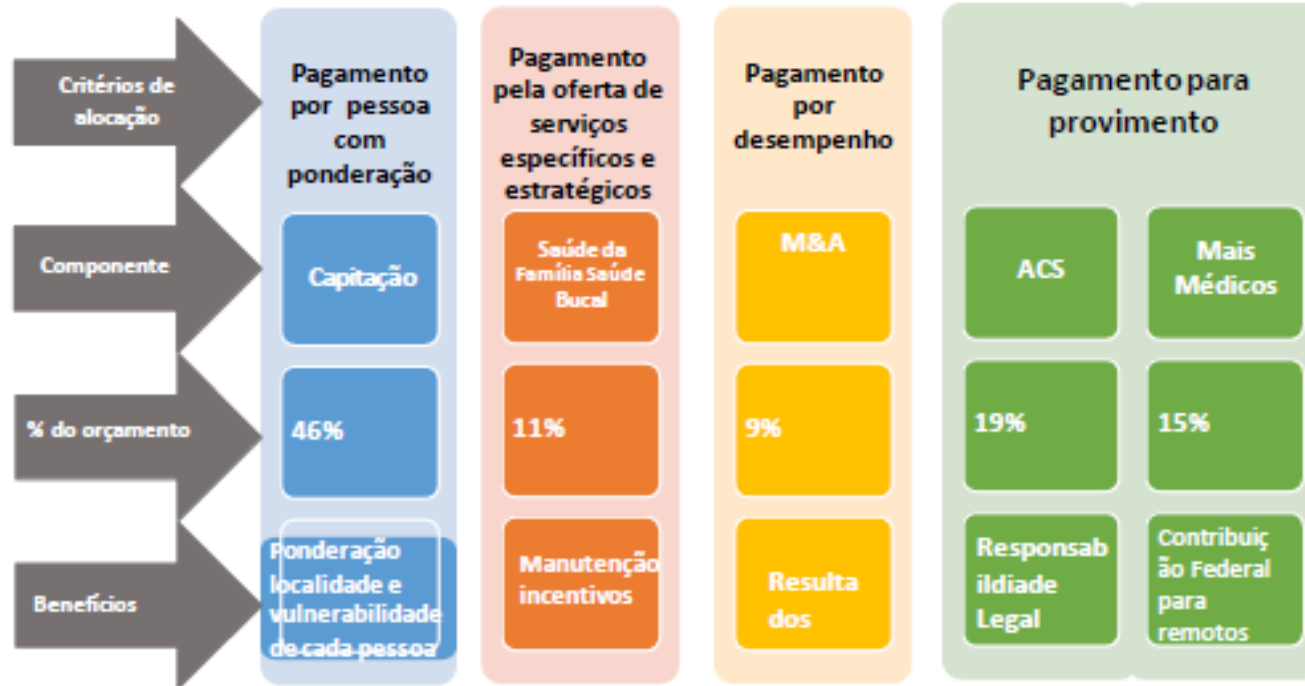 Critérios de
alocação
Pagamento
por pessoa
com
ponderação
Pagamento
pela oferta de
serviços
específicos e
estratégicos
Pagamento
por
desempenho
Pagamento para
provimento
Componente
Capitação
Saúde da
Família Saúde
Bucal
M&A
ACS
Mais
Médicos
% do orçamento
46%
11%
9%
19%
15%
Benefícios
Ponderação
localidade e
vulnerabilidade
de cada pessoa
Manutenção
incentivos
Resulta
dos
Responsab
ildiade
Legal
Contribuiç
ão Federal
para
remotos